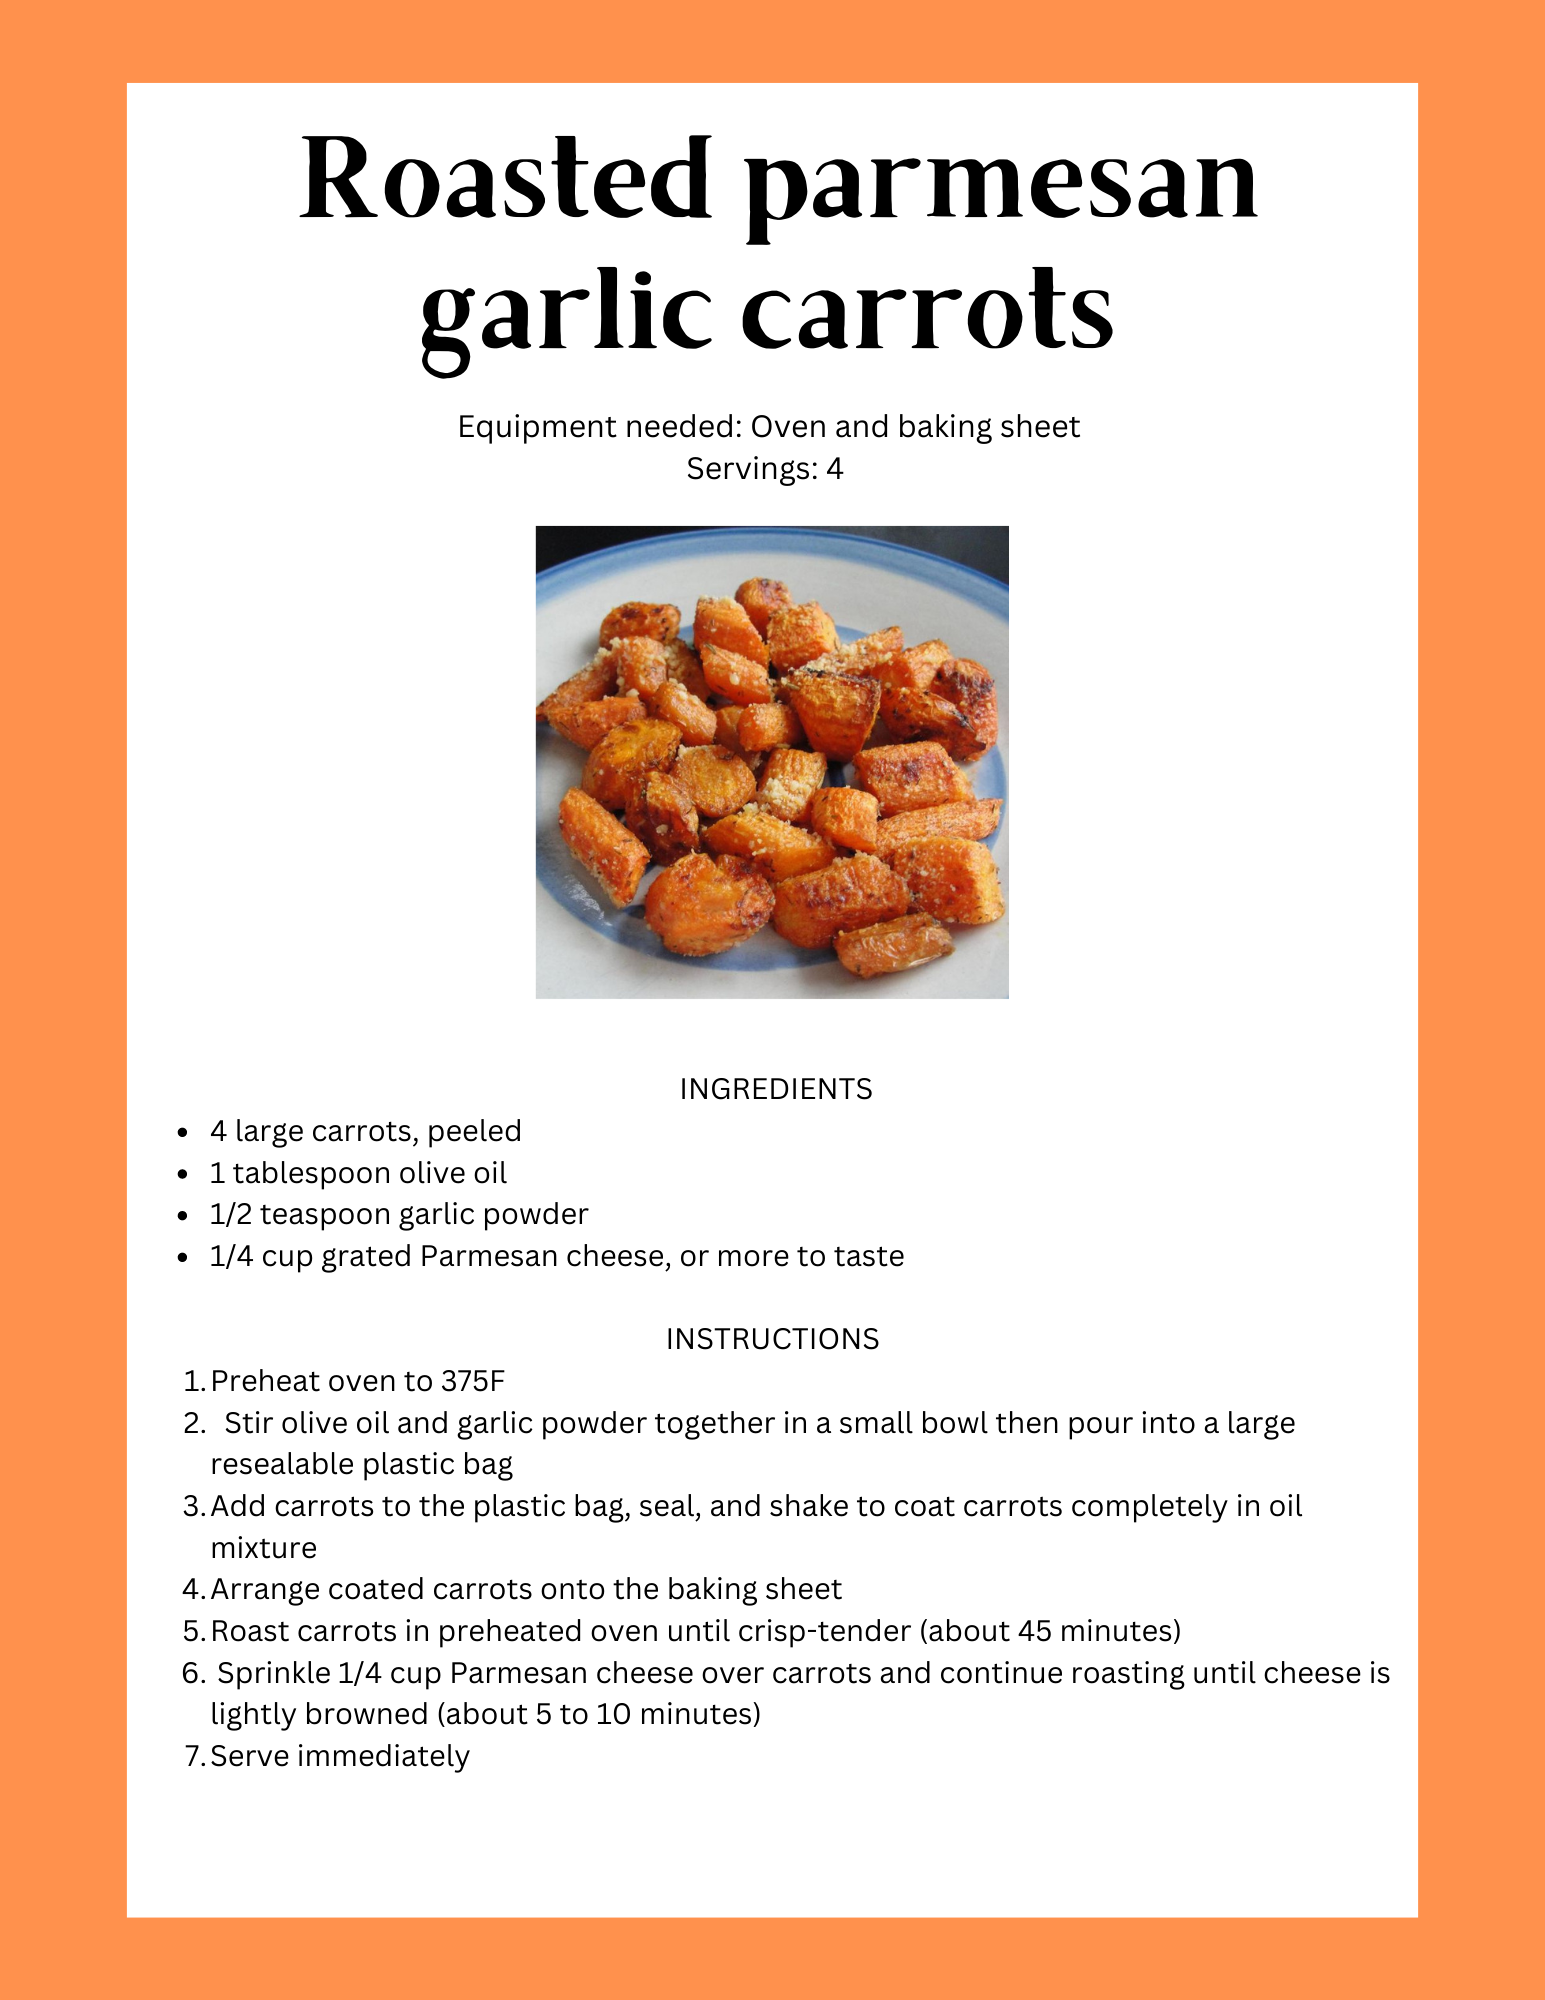 Roasted parmesan
garlic carrots
Equipment needed: Oven and baking sheet
Servings: 4
INGREDIENTS
• 4 large carrots, peeled
• 1 tablespoon olive oil
• 1/2 teaspoon garlic powder
• 1/4 cup grated Parmesan cheese, or more to taste
INSTRUCTIONS
1. Preheat oven to 375F
2. Stir olive oil and garlic powder together in a small bowl then pour into a large
resealable plastic bag
3. Add carrots to the plastic bag, seal, and shake to coat carrots completely in oil
mixture
4. Arrange coated carrots onto the baking sheet
5. Roast carrots in preheated oven until crisp-tender (about 45 minutes)
6. Sprinkle 1/4 cup Parmesan cheese over carrots and continue roasting until cheese is
lightly browned (about 5 to 10 minutes)
7. Serve immediately